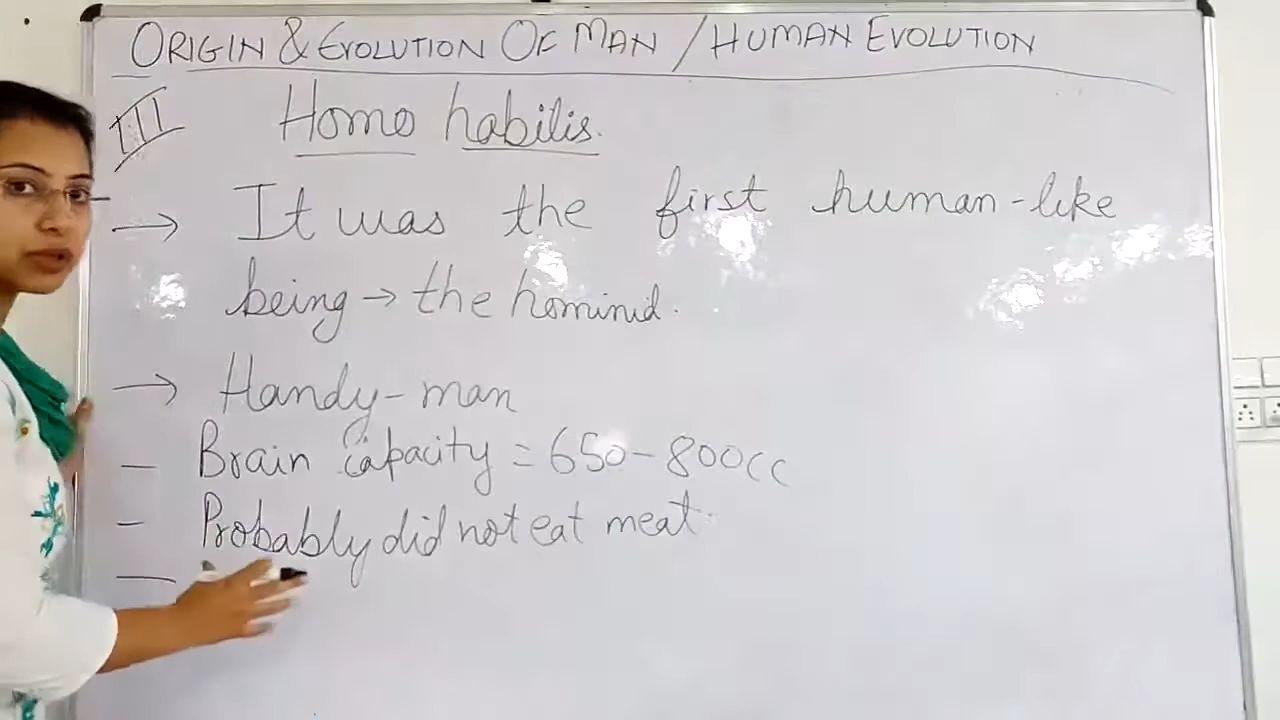 ORIGIN & EVOLUTION OF MAN / HUMAN EVOLUTION
III Homo habilis.
→ It was the first human-like
being → the hominid.
→ Handy-man
- Brain capacity = 650-800cc
- Probably did not eat meat.
-